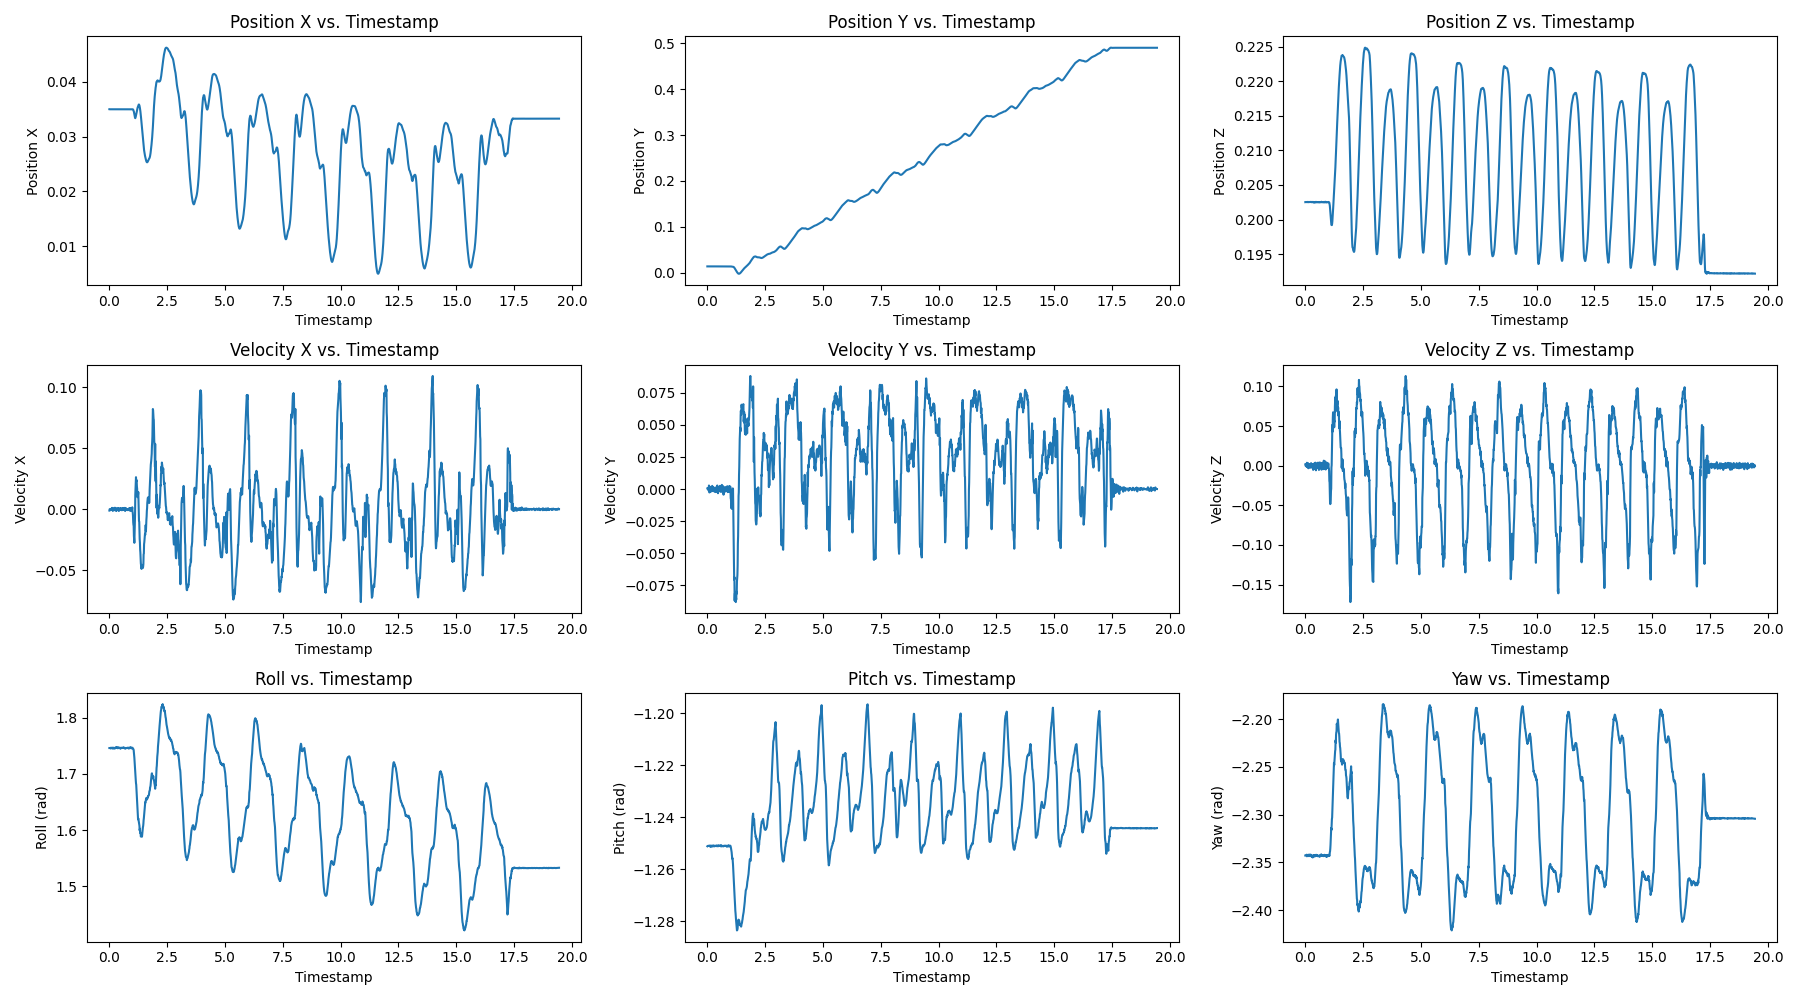 Position X vs. Timestamp
Position X
0.04
0.03
0.02
0.01
0.0 2.5 5.0 7.5 10.0 12.5 15.0 17.5 20.0
Timestamp
Position Y vs. Timestamp
Position Y
0.5
0.4
0.3
0.2
0.1
0.0
0.0 2.5 5.0 7.5 10.0 12.5 15.0 17.5 20.0
Timestamp
Position Z vs. Timestamp
Position Z
0.225
0.220
0.215
0.210
0.205
0.200
0.195
0.0 2.5 5.0 7.5 10.0 12.5 15.0 17.5 20.0
Timestamp
Velocity X vs. Timestamp
Velocity X
0.10
0.05
0.00
−0.05
0.0 2.5 5.0 7.5 10.0 12.5 15.0 17.5 20.0
Timestamp
Velocity Y vs. Timestamp
Velocity Y
0.075
0.050
0.025
0.000
−0.025
−0.050
−0.075
0.0 2.5 5.0 7.5 10.0 12.5 15.0 17.5 20.0
Timestamp
Velocity Z vs. Timestamp
Velocity Z
0.10
0.05
0.00
−0.05
−0.10
−0.15
0.0 2.5 5.0 7.5 10.0 12.5 15.0 17.5 20.0
Timestamp
Roll vs. Timestamp
Roll (rad)
1.8
1.7
1.6
1.5
0.0 2.5 5.0 7.5 10.0 12.5 15.0 17.5 20.0
Timestamp
Pitch vs. Timestamp
Pitch (rad)
−1.20
−1.22
−1.24
−1.26
−1.28
0.0 2.5 5.0 7.5 10.0 12.5 15.0 17.5 20.0
Timestamp
Yaw vs. Timestamp
Yaw (rad)
−2.20
−2.25
−2.30
−2.35
−2.40
0.0 2.5 5.0 7.5 10.0 12.5 15.0 17.5 20.0
Timestamp